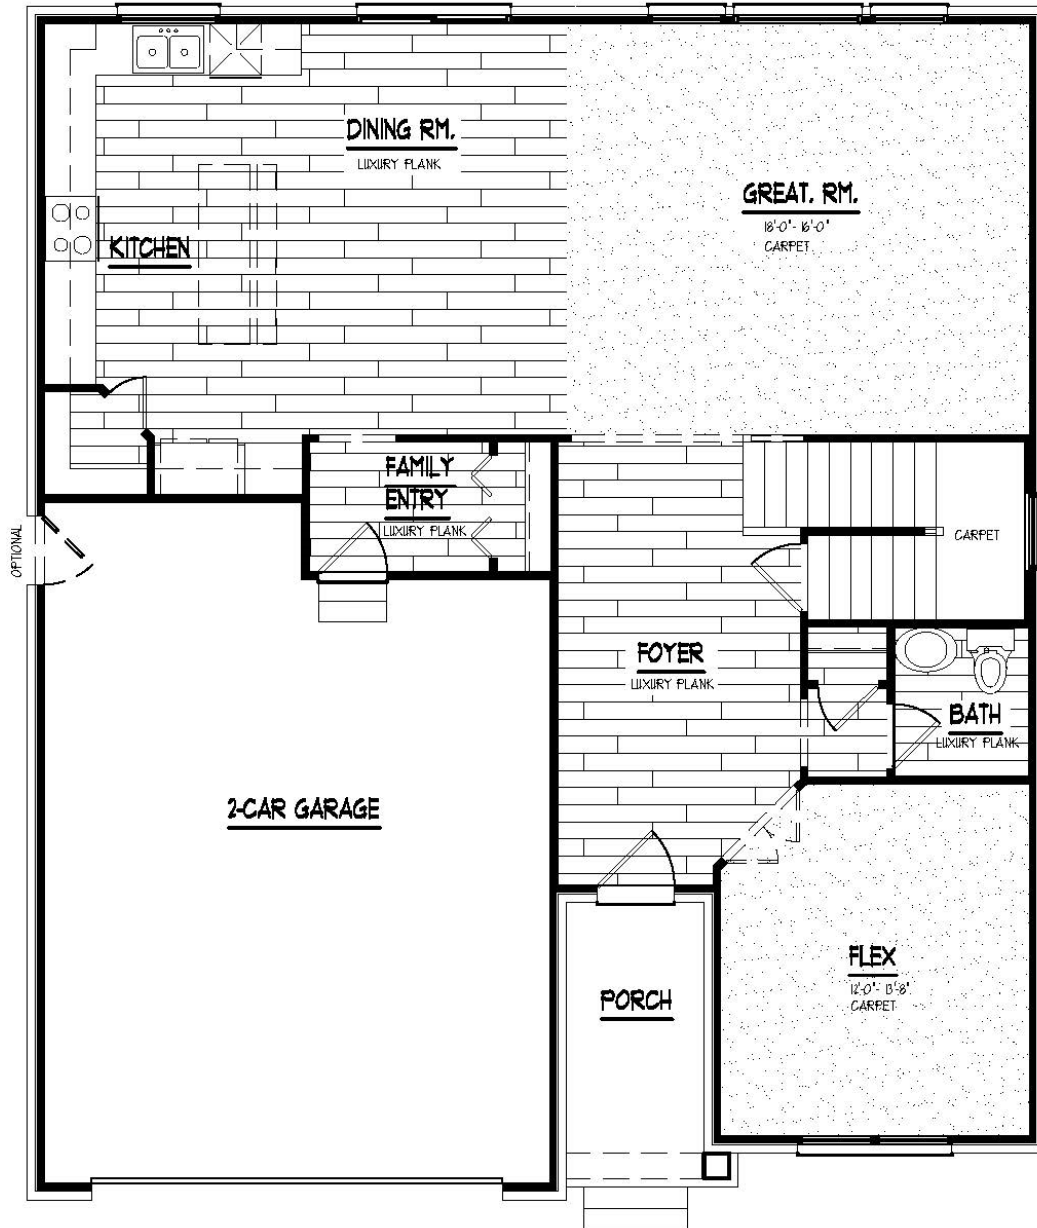 DINING RM.
LUXURY PLANK
GREAT. RM.
18'-0"- 16'-0"
CARPET
KITCHEN
FAMILY
ENTRY
LUXURY PLANK
OPTIONAL
CARPET
FOYER
LUXURY PLANK
BATH
LUXURY PLANK
2-CAR GARAGE
FLEX
12'-0"- 13'-8"
CARPET
PORCH